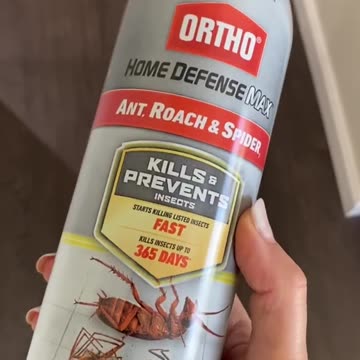 ORTHO®
HOME DEFENSE MAX
ANT, ROACH & SPIDER
KILLS &
PREVENTS
INSECTS
STARTS KILLING LISTED INSECTS
FAST
KILLS INSECTS UP TO
365 DAYS